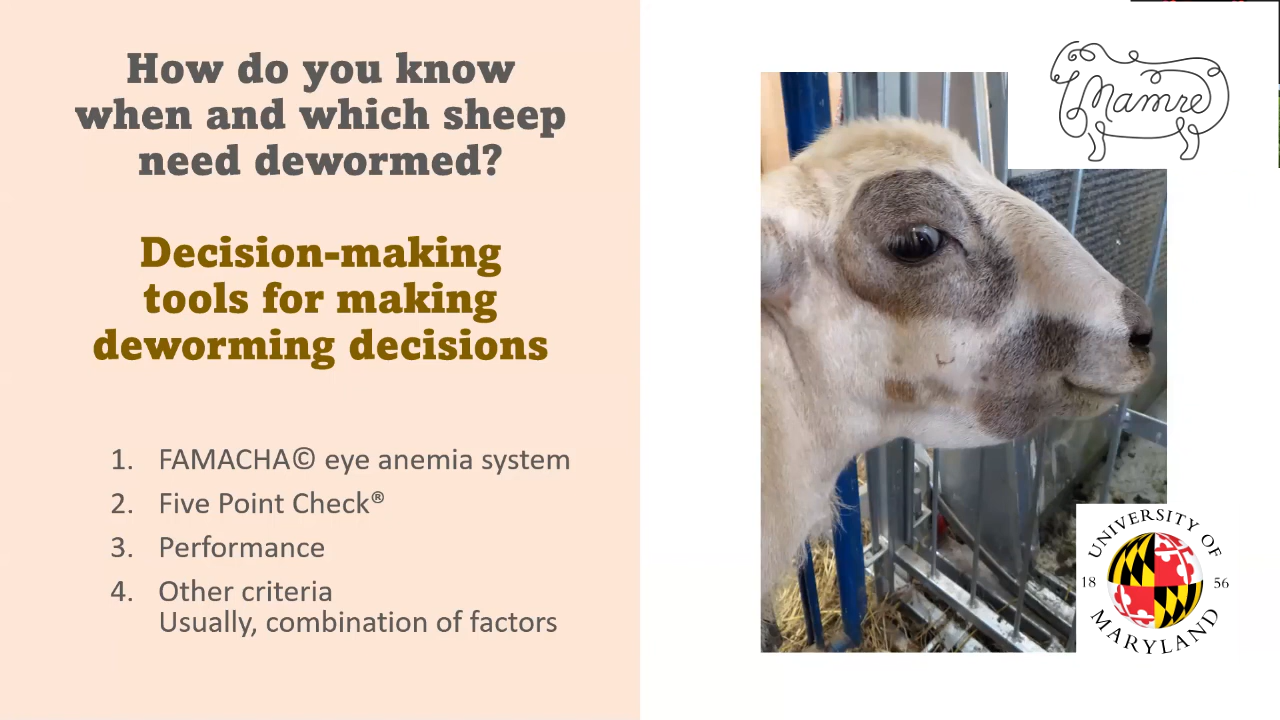 How do you know
when and which sheep
need dewormed?
Decision-making
tools for making
deworming decisions
1. FAMACHA© eye anemia system
2. Five Point Check®
3. Performance
4. Other criteria
Usually, combination of factors
Mamre
UNIVERSITY OF
18 56
MARYLAND